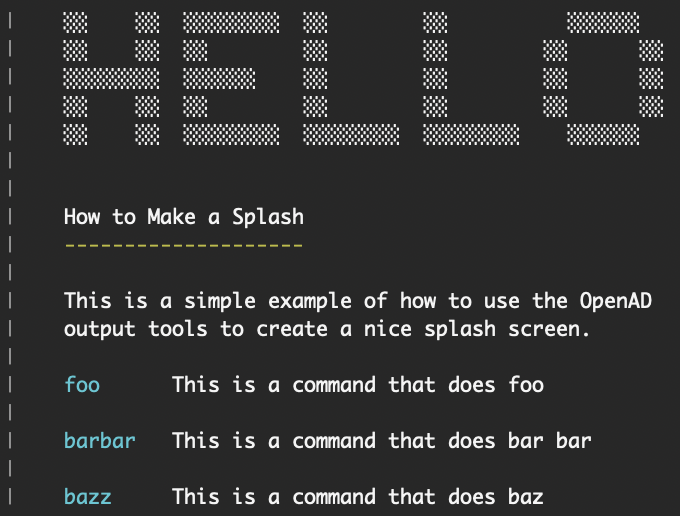 HELLO
How to Make a Splash
--------------------
This is a simple example of how to use the OpenAD
output tools to create a nice splash screen.
foo This is a command that does foo
barbar This is a command that does bar bar
bazz This is a command that does baz